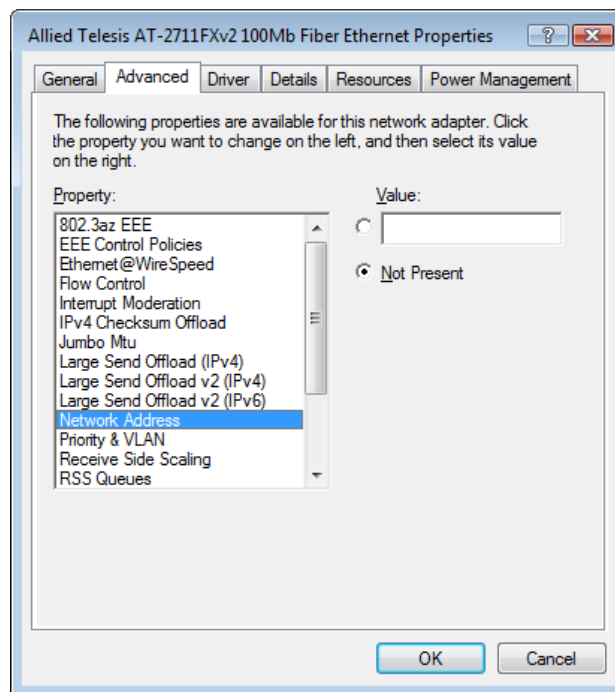 Allied Telesis AT-2711FXv2 100Mb Fiber Ethernet Properties
General Advanced Driver Details Resources Power Management
The following properties are available for this network adapter. Click
the property you want to change on the left, and then select its value
on the right.
Property:
802.3az EEE
EEE Control Policies
Ethernet@WireSpeed
Flow Control
Interrupt Moderation
IPv4 Checksum Offload
Jumbo Mtu
Large Send Offload (IPv4)
Large Send Offload v2 (IPv4)
Large Send Offload v2 (IPv6)
Network Address
Priority & VLAN
Receive Side Scaling
RSS Queues
Value:
Not Present
OK Cancel